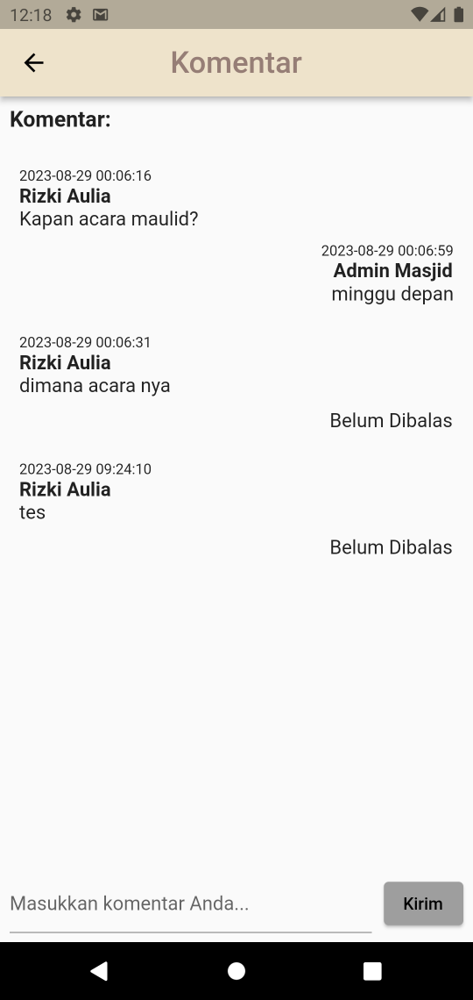 12:18
Komentar
Komentar:
2023-08-29 00:06:16
Rizki Aulia
Kapan acara maulid?
2023-08-29 00:06:59
Admin Masjid
minggu depan
2023-08-29 00:06:31
Rizki Aulia
dimana acara nya
Belum Dibalas
2023-08-29 09:24:10
Rizki Aulia
tes
Belum Dibalas
Masukkan komentar Anda...
Kirim